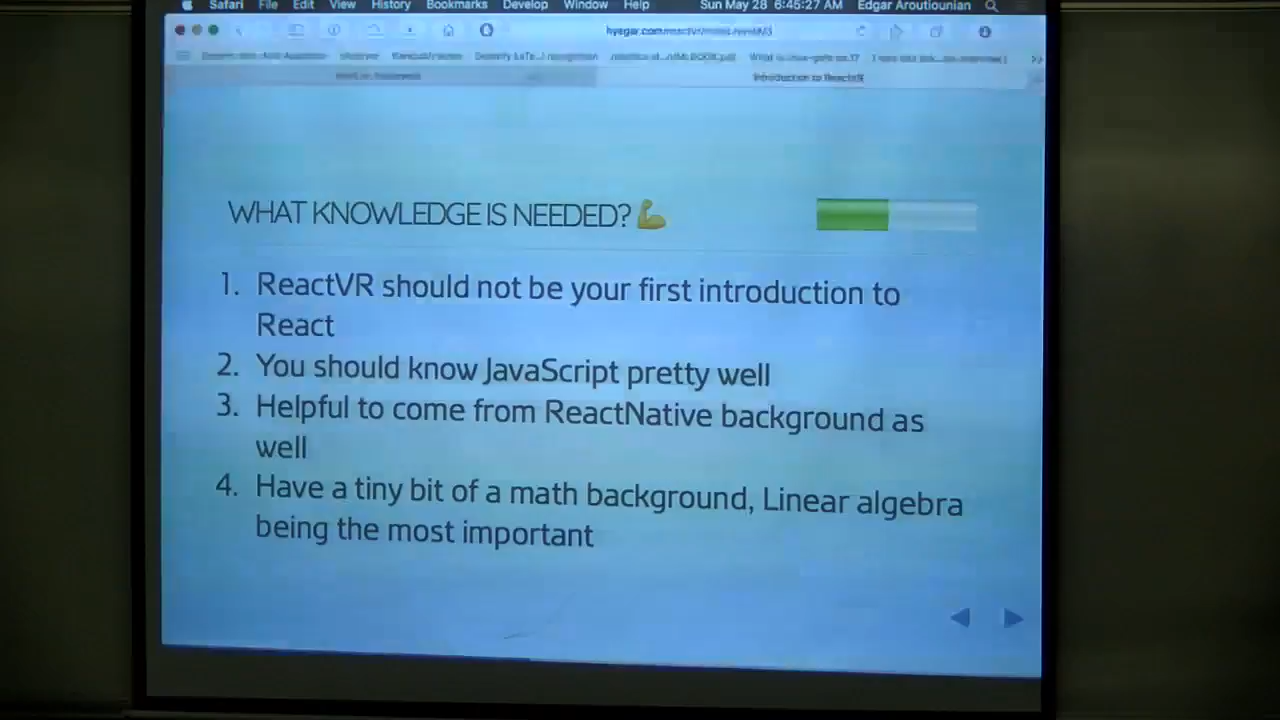 Safari File Edit View History Bookmarks Develop Window Help Sun May 28 6:45:27 AM Edgar Aroutiounian
Introduction to ReactVR
WHAT KNOWLEDGE IS NEEDED? 💪
1. ReactVR should not be your first introduction to
React
2. You should know JavaScript pretty well
3. Helpful to come from ReactNative background as
well
4. Have a tiny bit of a math background, Linear algebra
being the most important